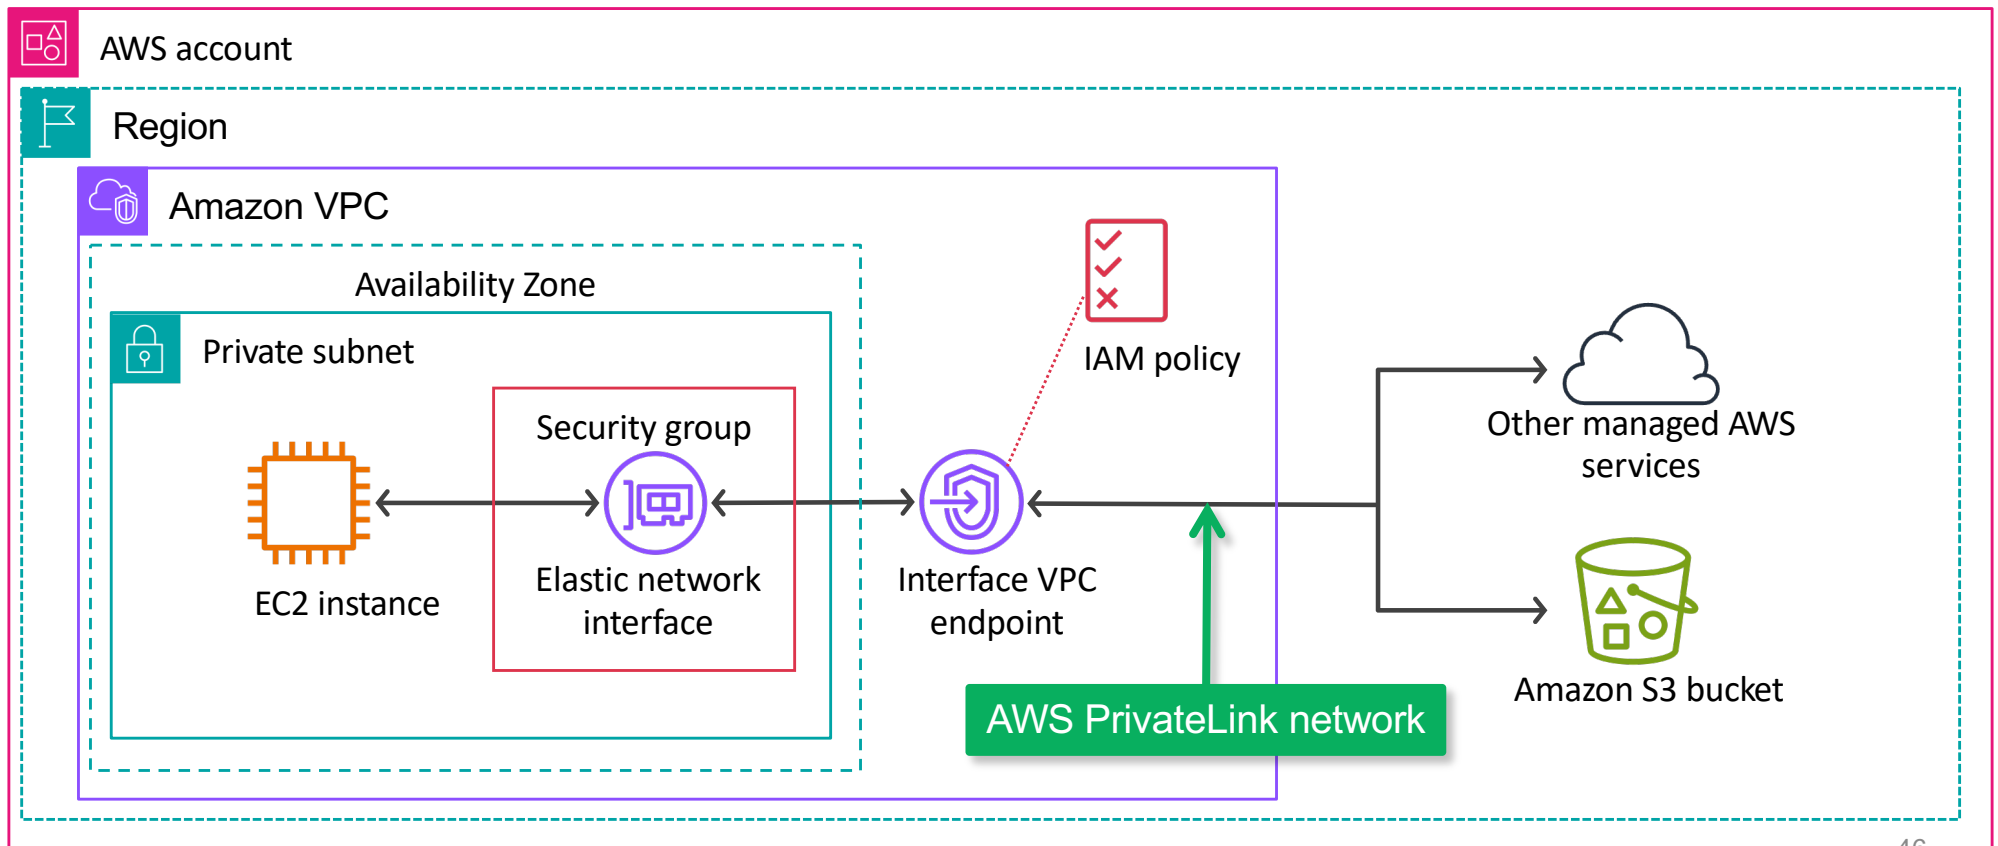 AWS account
Region
Amazon VPC
Availability Zone
Private subnet
IAM policy
Security group
Other managed AWS
services
EC2 instance
Elastic network
interface
Interface VPC
endpoint
Amazon S3 bucket
AWS PrivateLink network